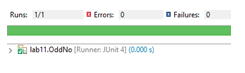 Runs: 1/1 Errors: 0 Failures: 0
lab11.OddNo [Runner: JUnit 4] (0.000 s)